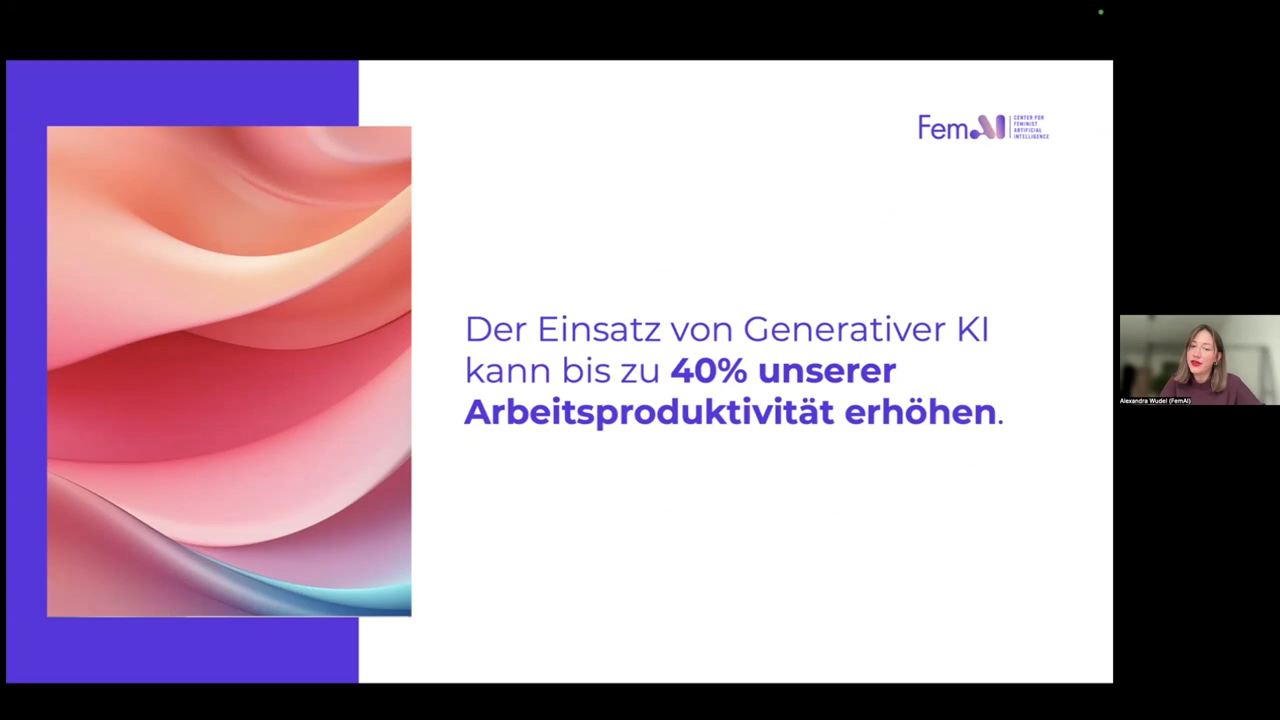 FemAI
CENTER FOR
FEMINIST
ARTIFICIAL
INTELLIGENCE
Der Einsatz von Generativer KI
kann bis zu 40% unserer
Arbeitsproduktivität erhöhen.
Alexandra Wudel (FemAI)